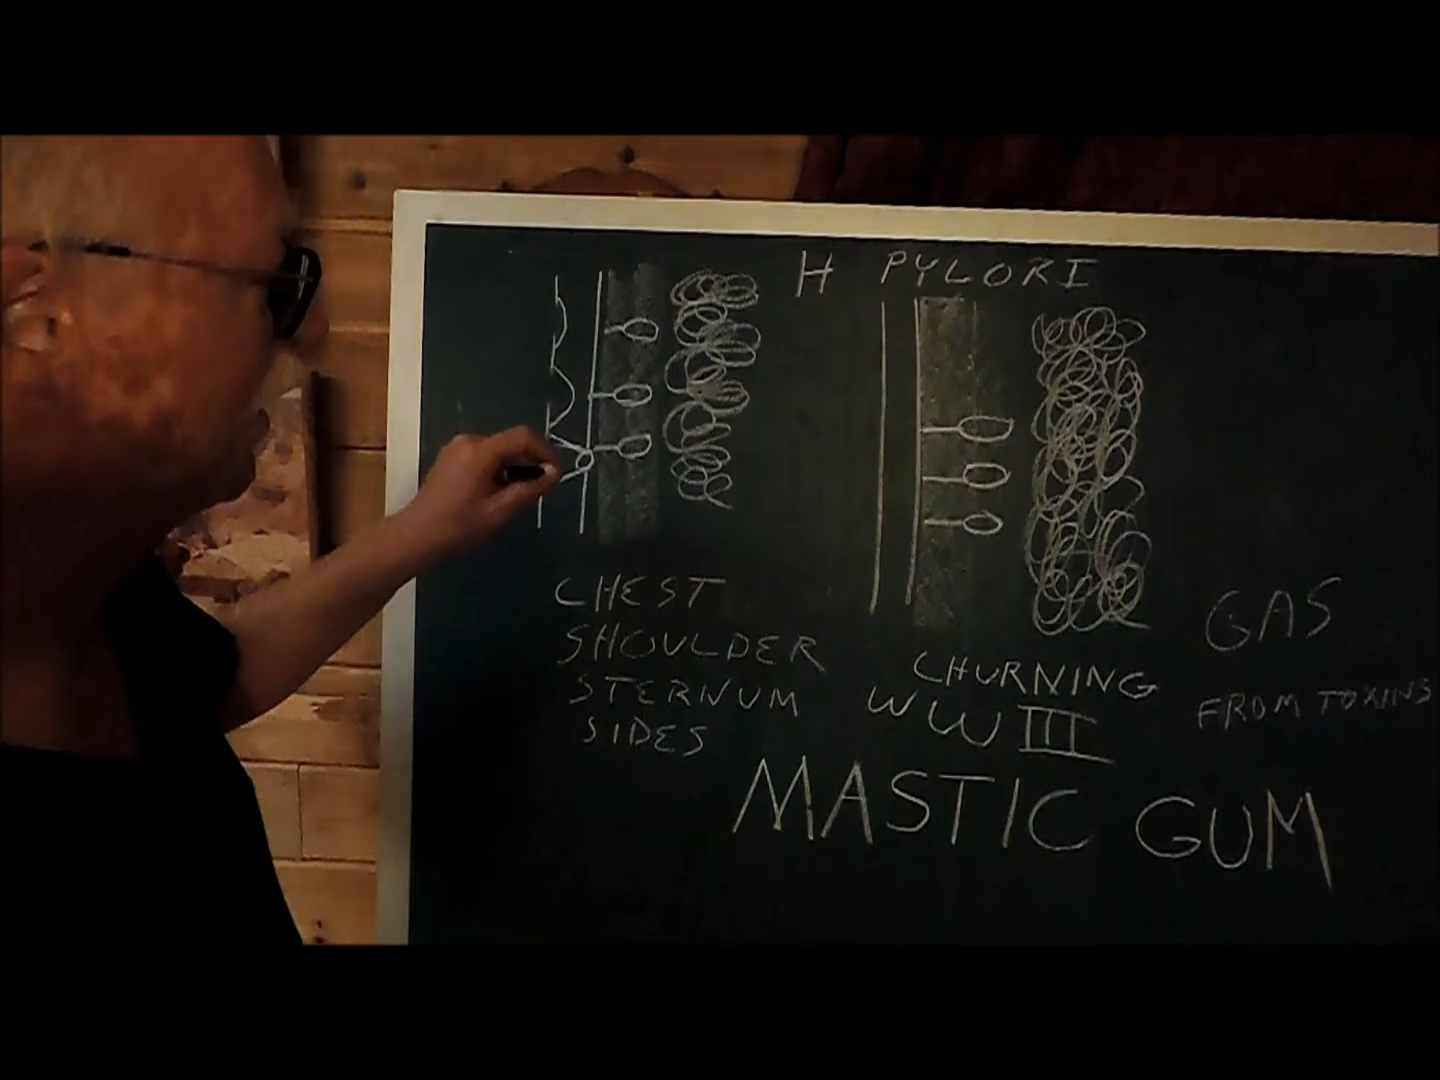 H PYLORI
CHEST
SHOULDER
STERNUM
SIDES
CHURNING
WW III
GAS
FROM TOXINS
MASTIC GUM